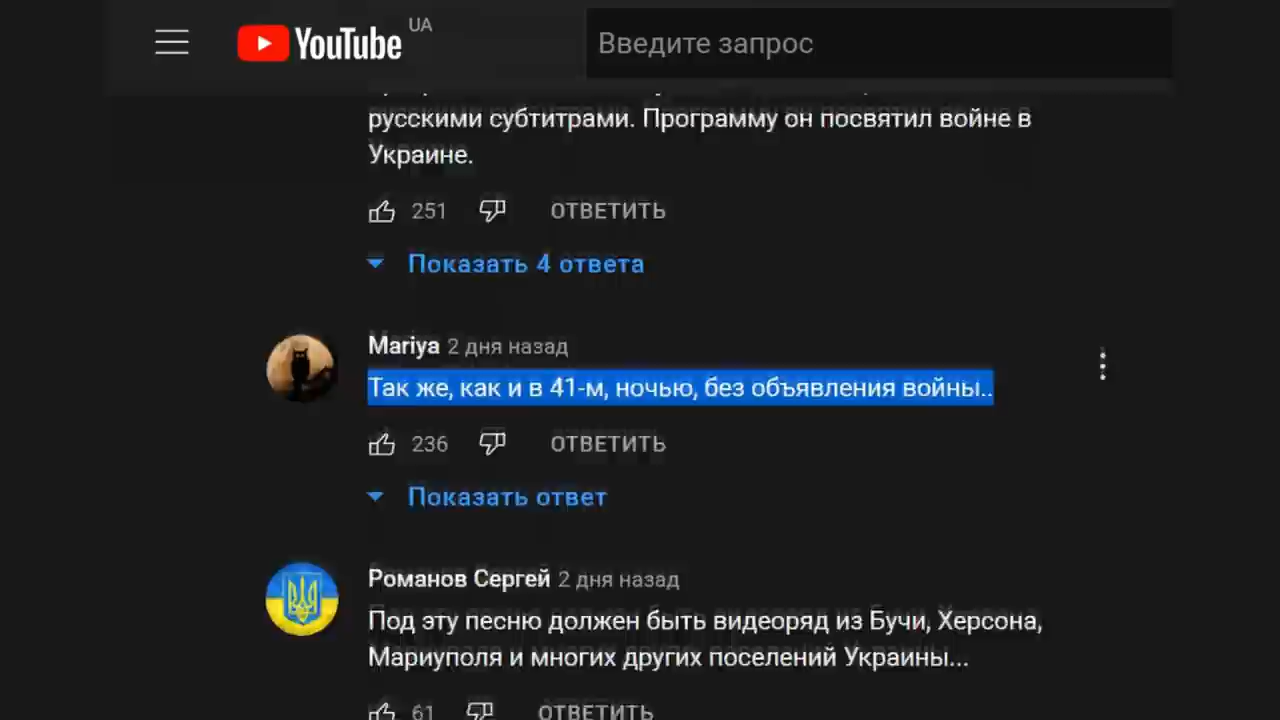 YouTube UA
Введите запрос
русскими субтитрами. Программу он посвятил войне в
Украине.
251 ОТВЕТИТЬ
Показать 4 ответа
Mariya 2 дня назад
Так же, как и в 41-м, ночью, без объявления войны..
236 ОТВЕТИТЬ
Показать ответ
Романов Сергей 2 дня назад
Под эту песню должен быть видеоряд из Бучи, Херсона,
Мариуполя и многих других поселений Украины...
61 ОТВЕТИТЬ